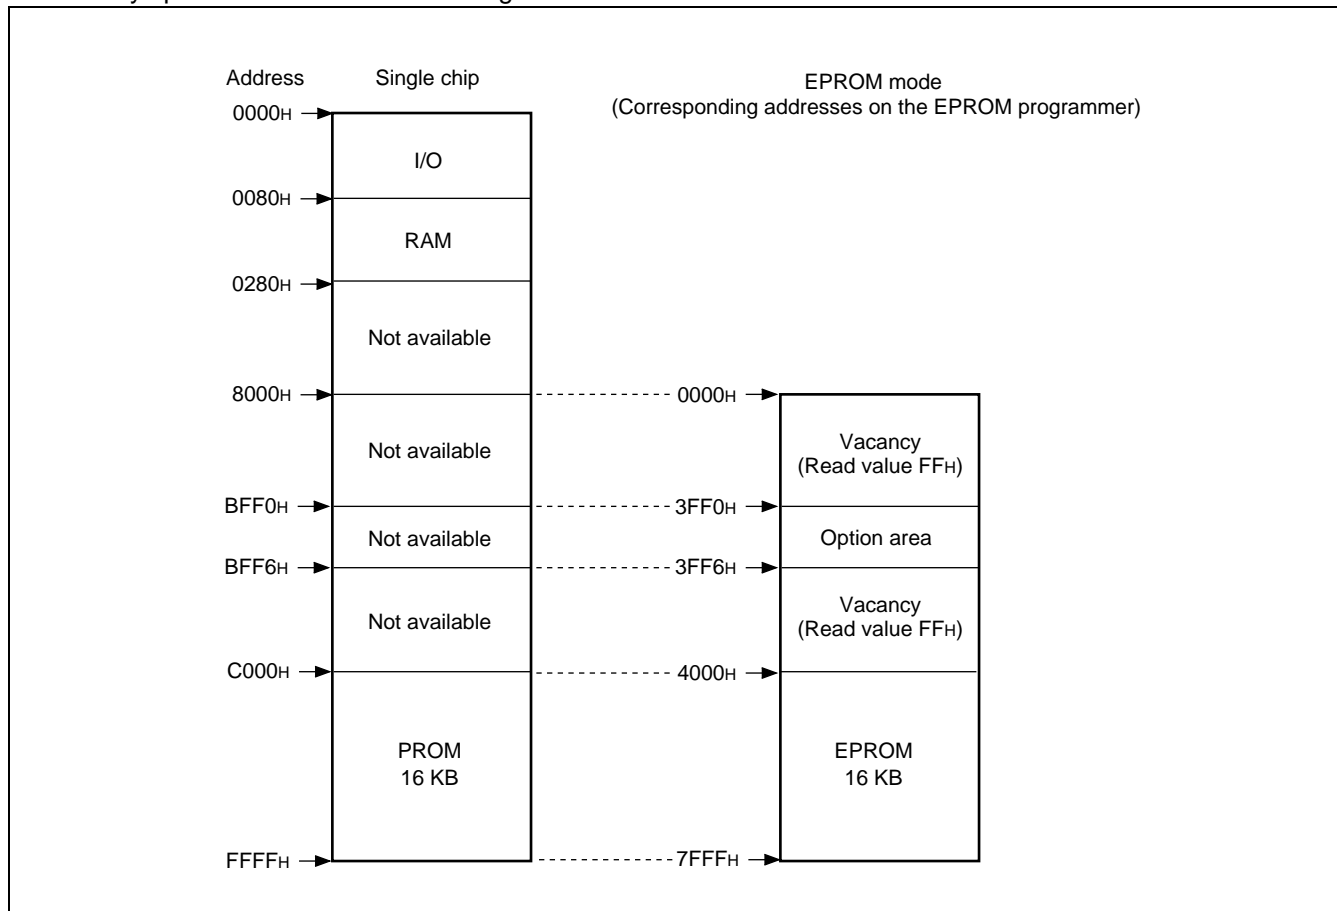 Address
Single chip
EPROM mode
(Corresponding addresses on the EPROM programmer)
0000H
I/O
0080H
RAM
0280H
Not available
8000H
0000H
Not available
Vacancy
(Read value FFH)
BFF0H
3FF0H
Not available
Option area
BFF6H
3FF6H
Not available
Vacancy
(Read value FFH)
C000H
4000H
PROM
16 KB
EPROM
16 KB
FFFFH
7FFFH